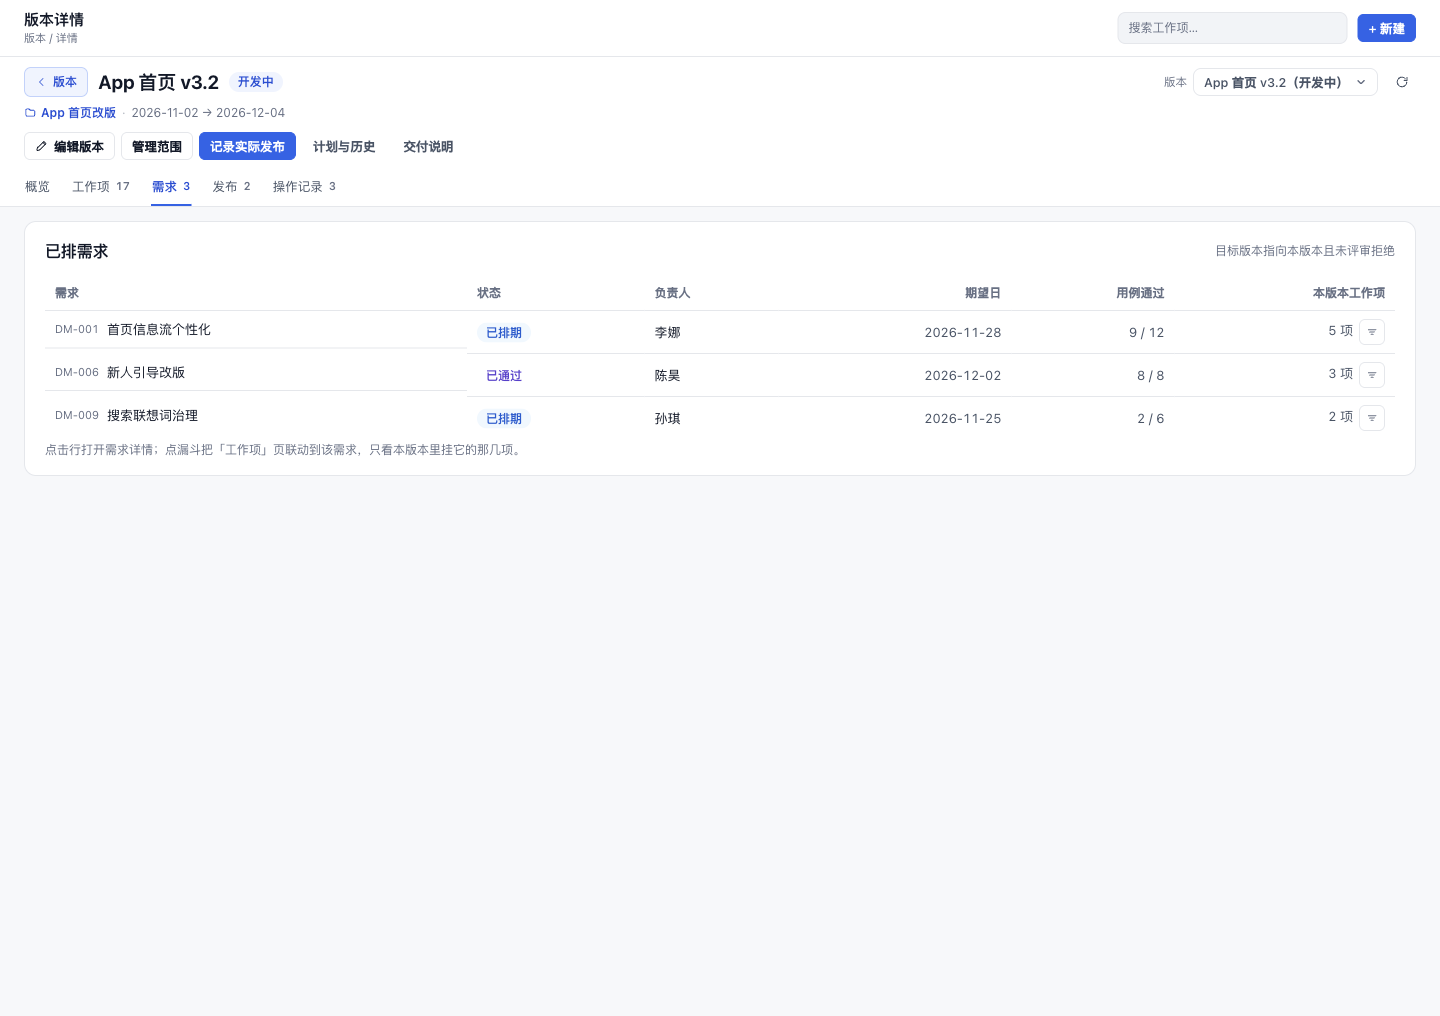 版本详情
版本 / 详情
搜索工作项...
+ 新建
版本
App 首页 v3.2
开发中
版本
App 首页 v3.2（开发中）
App 首页改版 · 2026-11-02 → 2026-12-04
编辑版本
管理范围
记录实际发布
计划与历史
交付说明
概览
工作项 17
需求 3
发布 2
操作记录 3
已排需求
目标版本指向本版本且未评审拒绝
需求 状态 负责人 期望日 用例通过 本版本工作项
DM-001 首页信息流个性化 已排期 李娜 2026-11-28 9 / 12 5 项
DM-006 新人引导改版 已通过 陈昊 2026-12-02 8 / 8 3 项
DM-009 搜索联想词治理 已排期 孙琪 2026-11-25 2 / 6 2 项
点击行打开需求详情；点漏斗把「工作项」页联动到该需求，只看本版本里挂它的那几项。